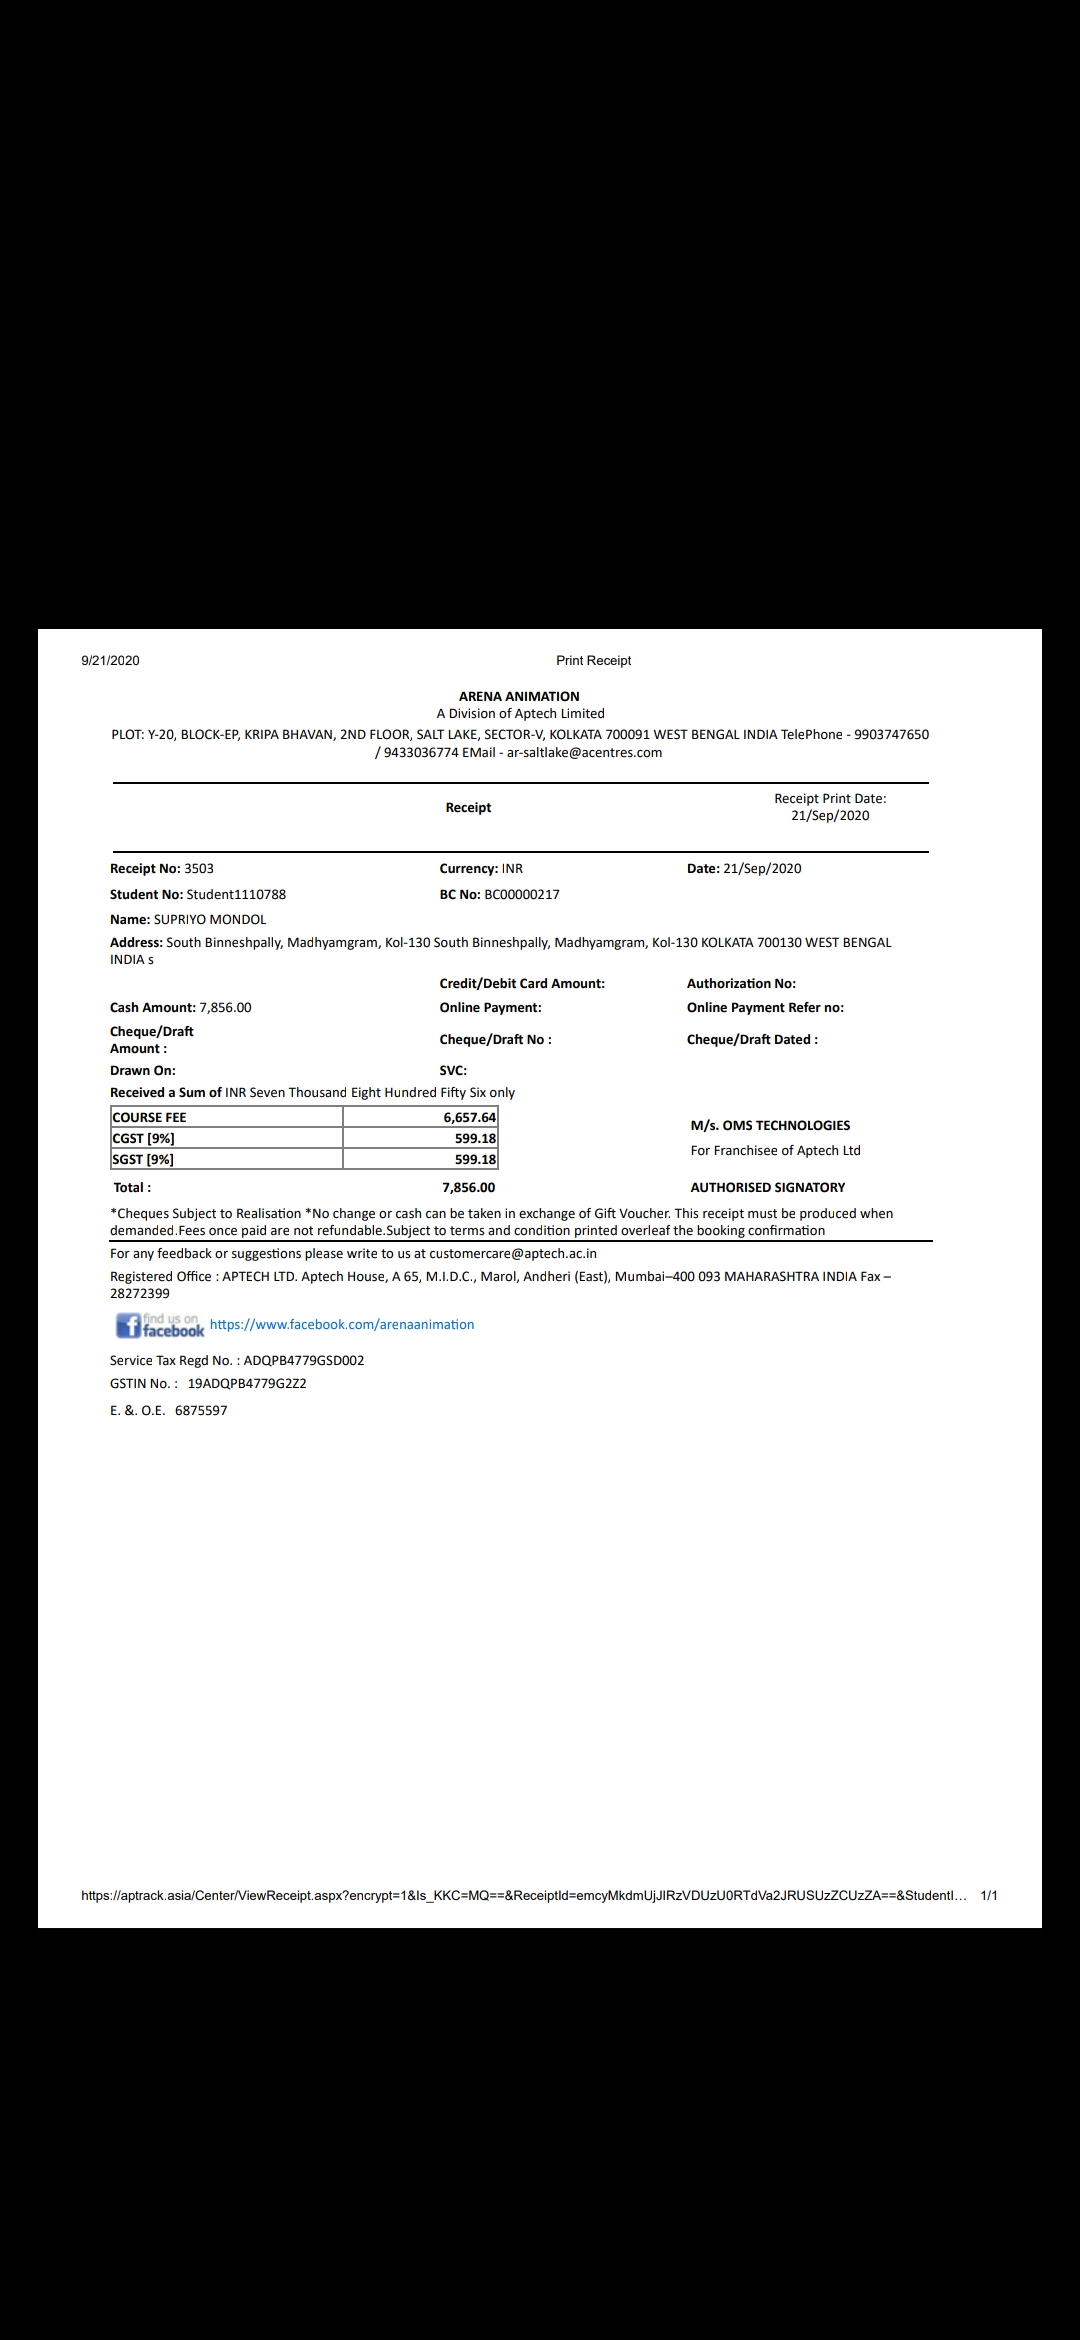 9/21/2020 Print Receipt
ARENA ANIMATION
A Division of Aptech Limited
PLOT: Y-20, BLOCK-EP, KRIPA BHAVAN, 2ND FLOOR, SALT LAKE, SECTOR-V, KOLKATA 700091 WEST BENGAL INDIA TelePhone - 9903747650
/ 9433036774 EMail - ar-saltlake@acentres.com
Receipt Print Date:
Receipt
21/Sep/2020
Receipt No: 3503 Currency: INR Date: 21/Sep/2020
Student No: Student1110788 BC No: BC00000217
Name: SUPRIYO MONDOL
Address: South Binneshpally, Madhyamgram, Kol-130 South Binneshpally, Madhyamgram, Kol-130 KOLKATA 700130 WEST BENGAL
INDIA s
Credit/Debit Card Amount: Authorization No:
Cash Amount: 7,856.00 Online Payment: Online Payment Refer no:
Cheque/Draft
Amount : Cheque/Draft No : Cheque/Draft Dated :
Drawn On: SVC:
Received a Sum of INR Seven Thousand Eight Hundred Fifty Six only
COURSE FEE 6,657.64
M/s. OMS TECHNOLOGIES
CGST [9%] 599.18
For Franchisee of Aptech Ltd
SGST [9%] 599.18
Total : 7,856.00 AUTHORISED SIGNATORY
*Cheques Subject to Realisation *No change or cash can be taken in exchange of Gift Voucher. This receipt must be produced when
demanded.Fees once paid are not refundable.Subject to terms and condition printed overleaf the booking confirmation
For any feedback or suggestions please write to us at customercare@aptech.ac.in
Registered Office : APTECH LTD. Aptech House, A 65, M.I.D.C., Marol, Andheri (East), Mumbai–400 093 MAHARASHTRA INDIA Fax –
28272399
find us on
facebook https://www.facebook.com/arenaanimation
Service Tax Regd No. : ADQPB4779GSD002
GSTIN No. : 19ADQPB4779G2Z2
E. &. O.E. 6875597
https://aptrack.asia/Center/ViewReceipt.aspx?encrypt=1&Is_KKC=MQ==&ReceiptId=emcyMkdmUjJIRzVDUzU0RTdVa2JRUSUzZCUzZA==&StudentI… 1/1